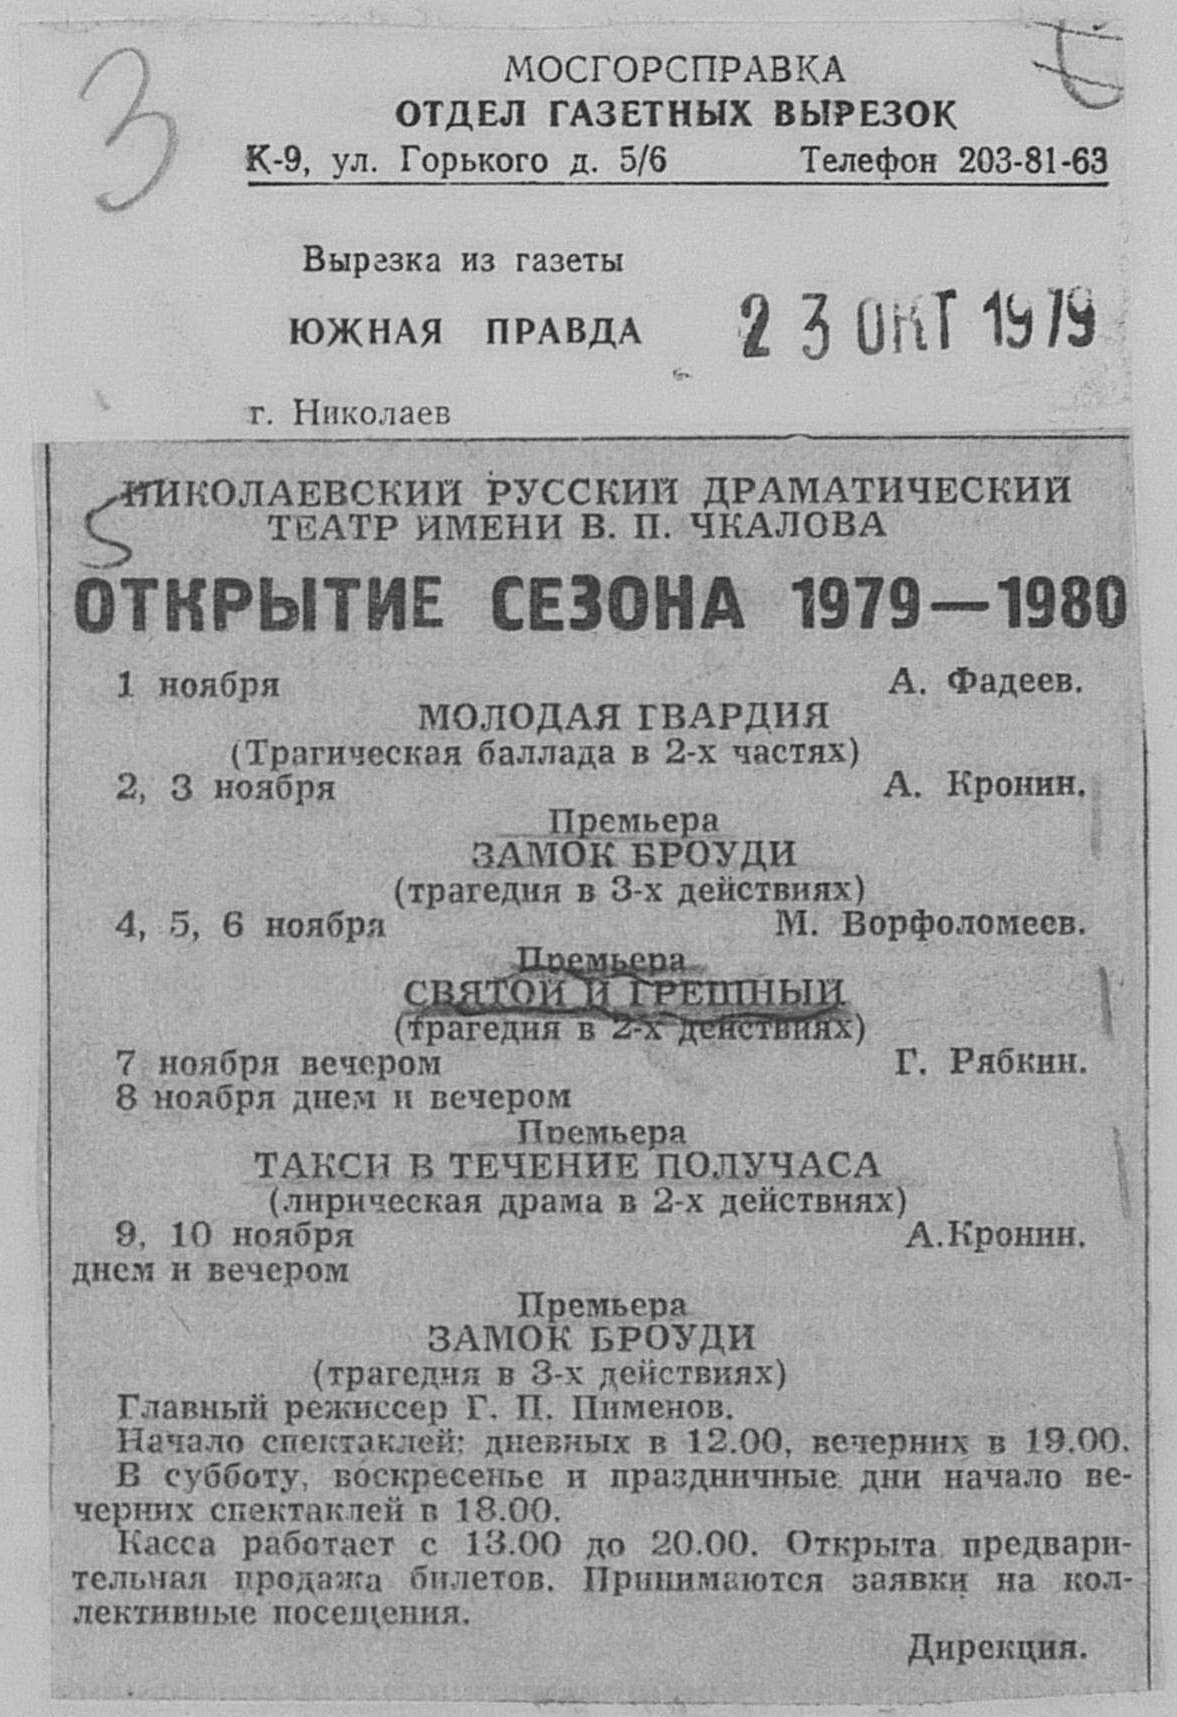 3
МОСГОРСПРАВКА
ОТДЕЛ ГАЗЕТНЫХ ВЫРЕЗОК
К-9, ул. Горького д. 5/6 Телефон 203-81-63
Вырезка из газеты
ЮЖНАЯ ПРАВДА 23 ОКТ 1979
г. Николаев
НИКОЛАЕВСКИЙ РУССКИЙ ДРАМАТИЧЕСКИЙ
ТЕАТР ИМЕНИ В. П. ЧКАЛОВА
ОТКРЫТИЕ СЕЗОНА 1979—1980
1 ноября А. Фадеев.
МОЛОДАЯ ГВАРДИЯ
(Трагическая баллада в 2-х частях)
2, 3 ноября А. Кронин.
Премьера
ЗАМОК БРОУДИ
(трагедия в 3-х действиях)
4, 5, 6 ноября М. Ворфоломеев.
Премьера
СВЯТОЙ И ГРЕШНЫЙ
(трагедия в 2-х действиях)
7 ноября вечером Г. Рябкин.
8 ноября днем и вечером
Премьера
ТАКСИ В ТЕЧЕНИЕ ПОЛУЧАСА
(лирическая драма в 2-х действиях)
9, 10 ноября А.Кронин.
днем и вечером
Премьера
ЗАМОК БРОУДИ
(трагедия в 3-х действиях)
Главный режиссер Г. П. Пименов.
Начало спектаклей: дневных в 12.00, вечерних в 19.00.
В субботу, воскресенье и праздничные дни начало ве-
черних спектаклей в 18.00.
Касса работает с 13.00 до 20.00. Открыта предвари-
тельная продажа билетов. Принимаются заявки на кол-
лективные посещения.
Дирекция.